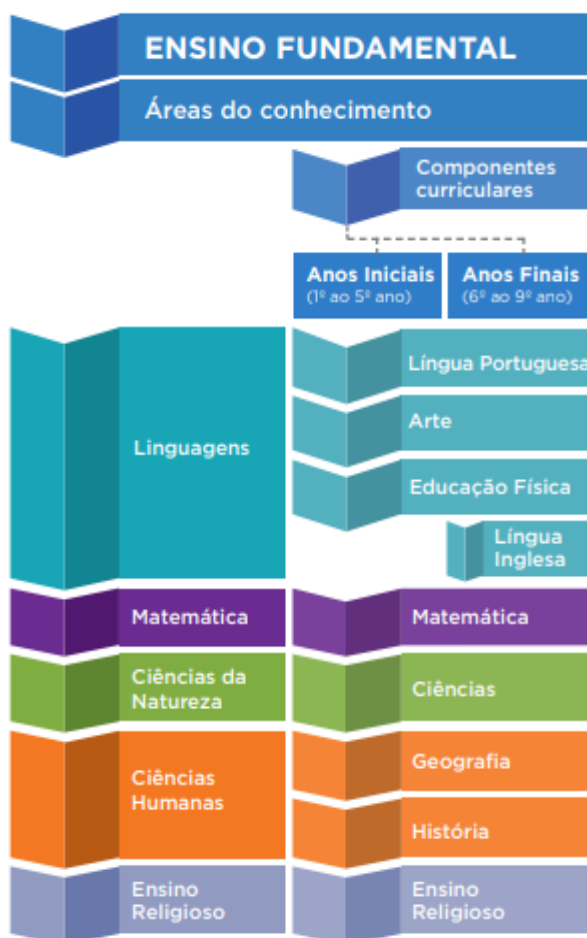 ENSINO FUNDAMENTAL
Áreas do conhecimento
Componentes
curriculares
Anos Iniciais
(1º ao 5º ano)
Anos Finais
(6º ao 9º ano)
Linguagens
Língua Portuguesa
Arte
Educação Física
Língua
Inglesa
Matemática
Matemática
Ciências da
Natureza
Ciências
Ciências
Humanas
Geografia
História
Ensino
Religioso
Ensino
Religioso